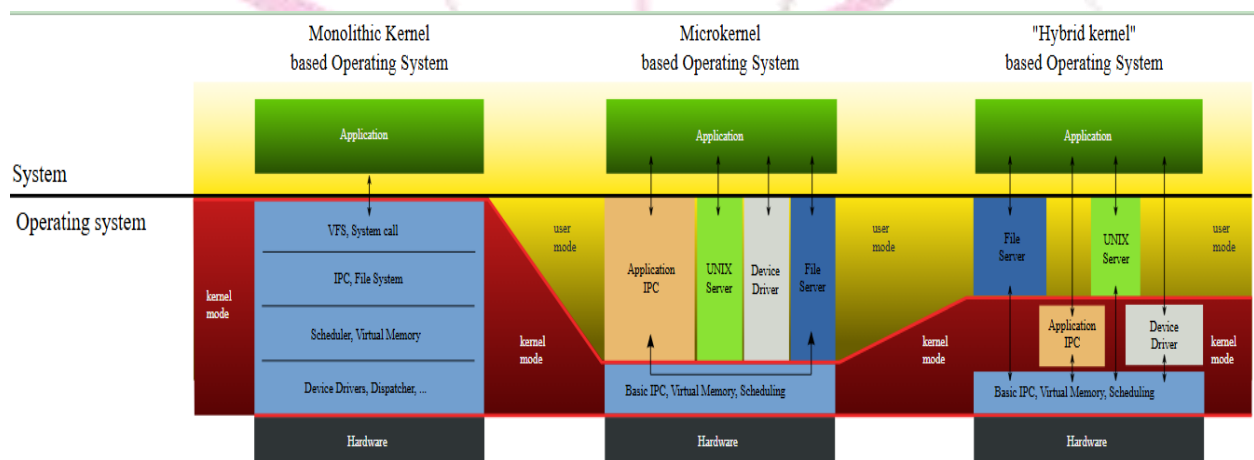 Monolithic Kernel
based Operating System
Microkernel
based Operating System
"Hybrid kernel"
based Operating System
Application
Application
Application
System
Operating system
kernel
mode
VFS, System call
IPC, File System
Scheduler, Virtual Memory
Device Drivers, Dispatcher, ...
Hardware
kernel
mode
user
mode
Application
IPC
UNIX
Server
Device
Driver
File
Server
Basic IPC, Virtual Memory, Scheduling
Hardware
user
mode
kernel
mode
File
Server
UNIX
Server
user
mode
Application
IPC
Device
Driver
kernel
mode
Basic IPC, Virtual Memory, Scheduling
Hardware